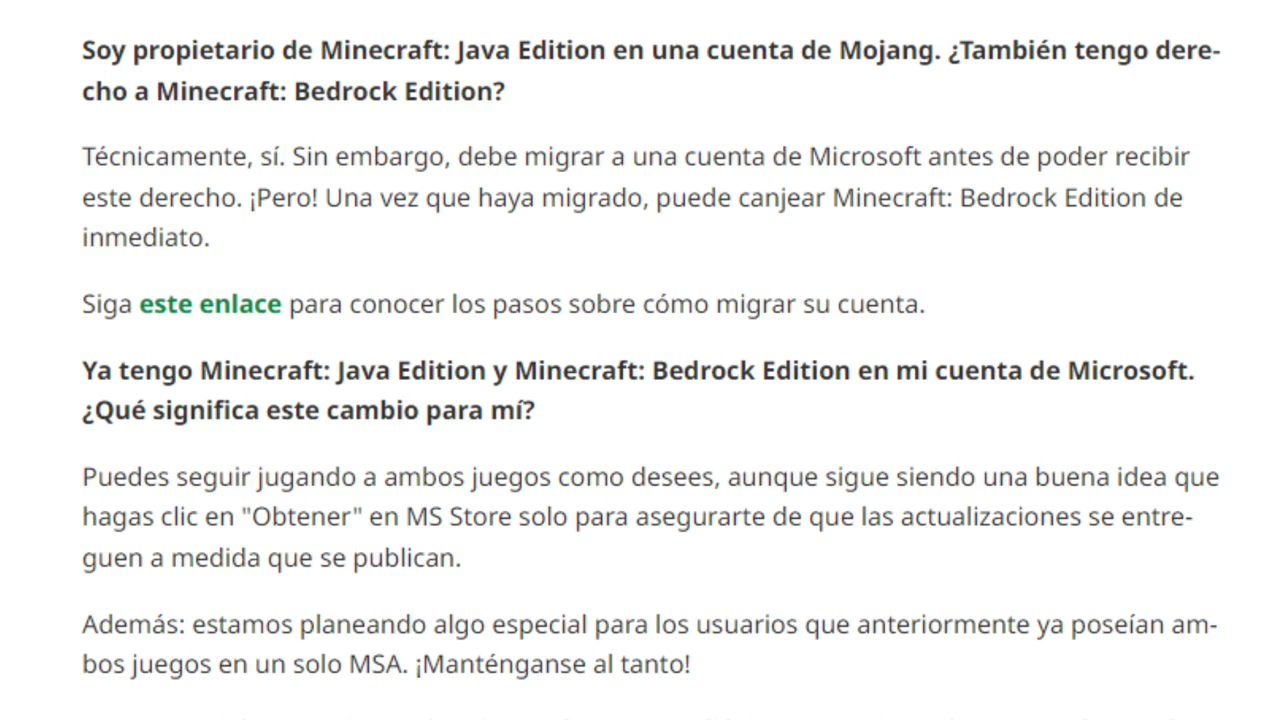 Soy propietario de Minecraft: Java Edition en una cuenta de Mojang. ¿También tengo dere-
cho a Minecraft: Bedrock Edition?
Técnicamente, sí. Sin embargo, debe migrar a una cuenta de Microsoft antes de poder recibir
este derecho. ¡Pero! Una vez que haya migrado, puede canjear Minecraft: Bedrock Edition de
inmediato.
Siga este enlace para conocer los pasos sobre cómo migrar su cuenta.
Ya tengo Minecraft: Java Edition y Minecraft: Bedrock Edition en mi cuenta de Microsoft.
¿Qué significa este cambio para mí?
Puedes seguir jugando a ambos juegos como desees, aunque sigue siendo una buena idea que
hagas clic en "Obtener" en MS Store solo para asegurarte de que las actualizaciones se entre-
guen a medida que se publican.
Además: estamos planeando algo especial para los usuarios que anteriormente ya poseían am-
bos juegos en un solo MSA. ¡Manténganse al tanto!